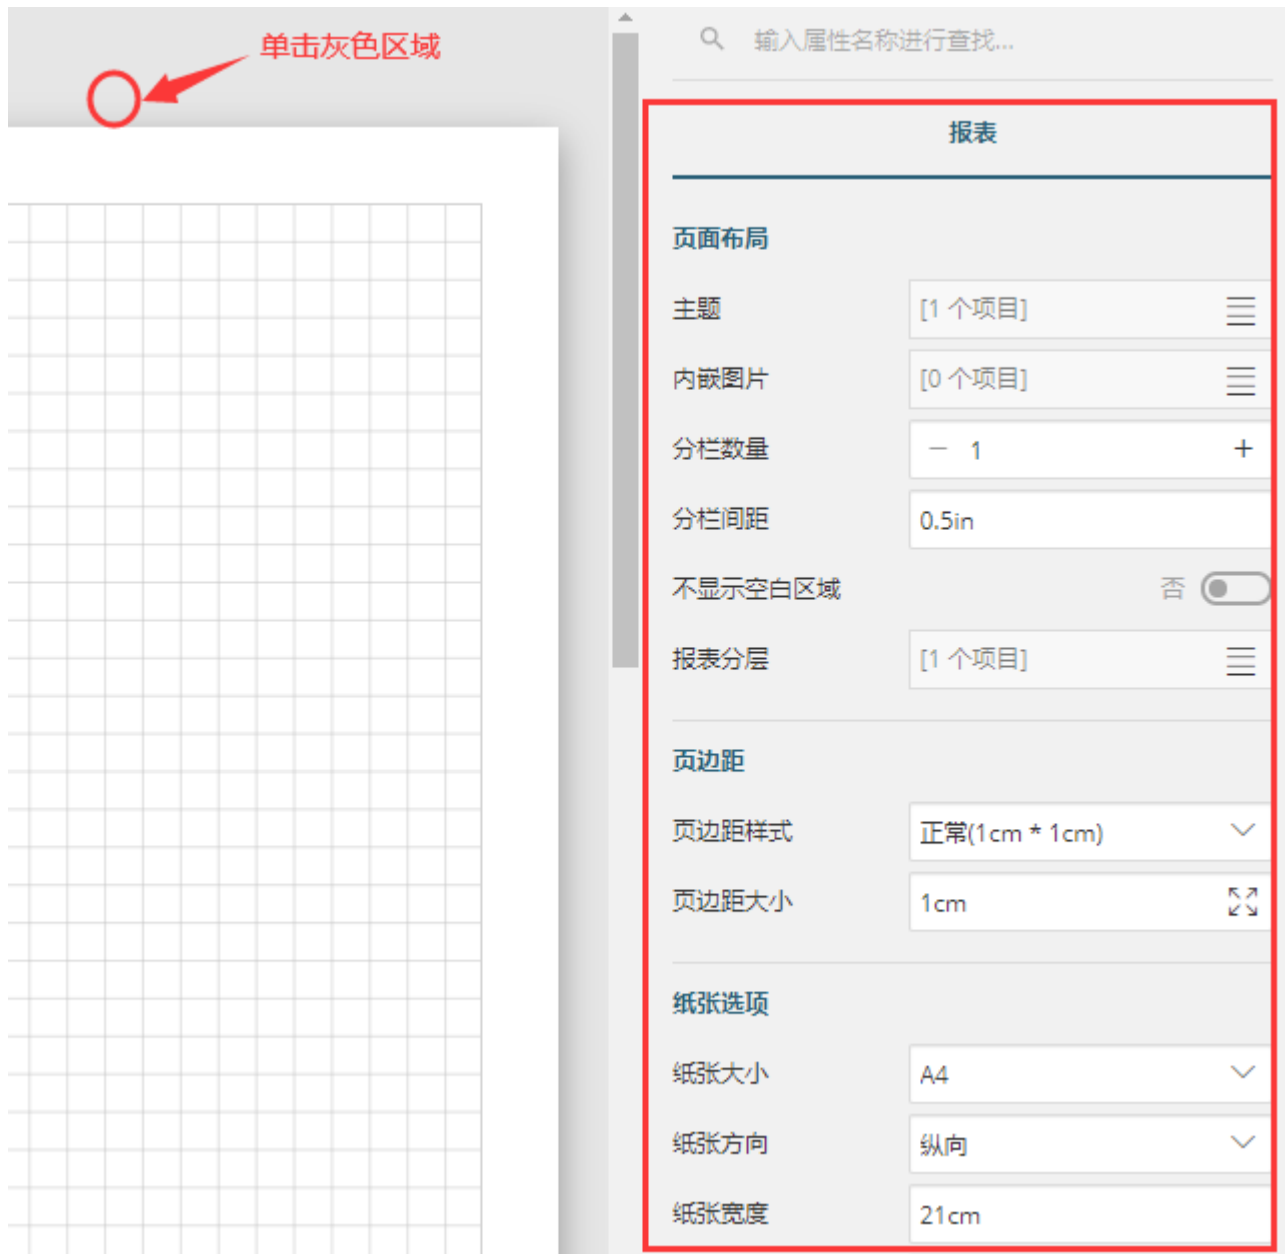 单击灰色区域
输入属性名称进行查找...
报表
页面布局
主题 [1 个项目]
内嵌图片 [0 个项目]
分栏数量 − 1 +
分栏间距 0.5in
不显示空白区域 否
报表分层 [1 个项目]
页边距
页边距样式 正常(1cm * 1cm)
页边距大小 1cm
纸张选项
纸张大小 A4
纸张方向 纵向
纸张宽度 21cm